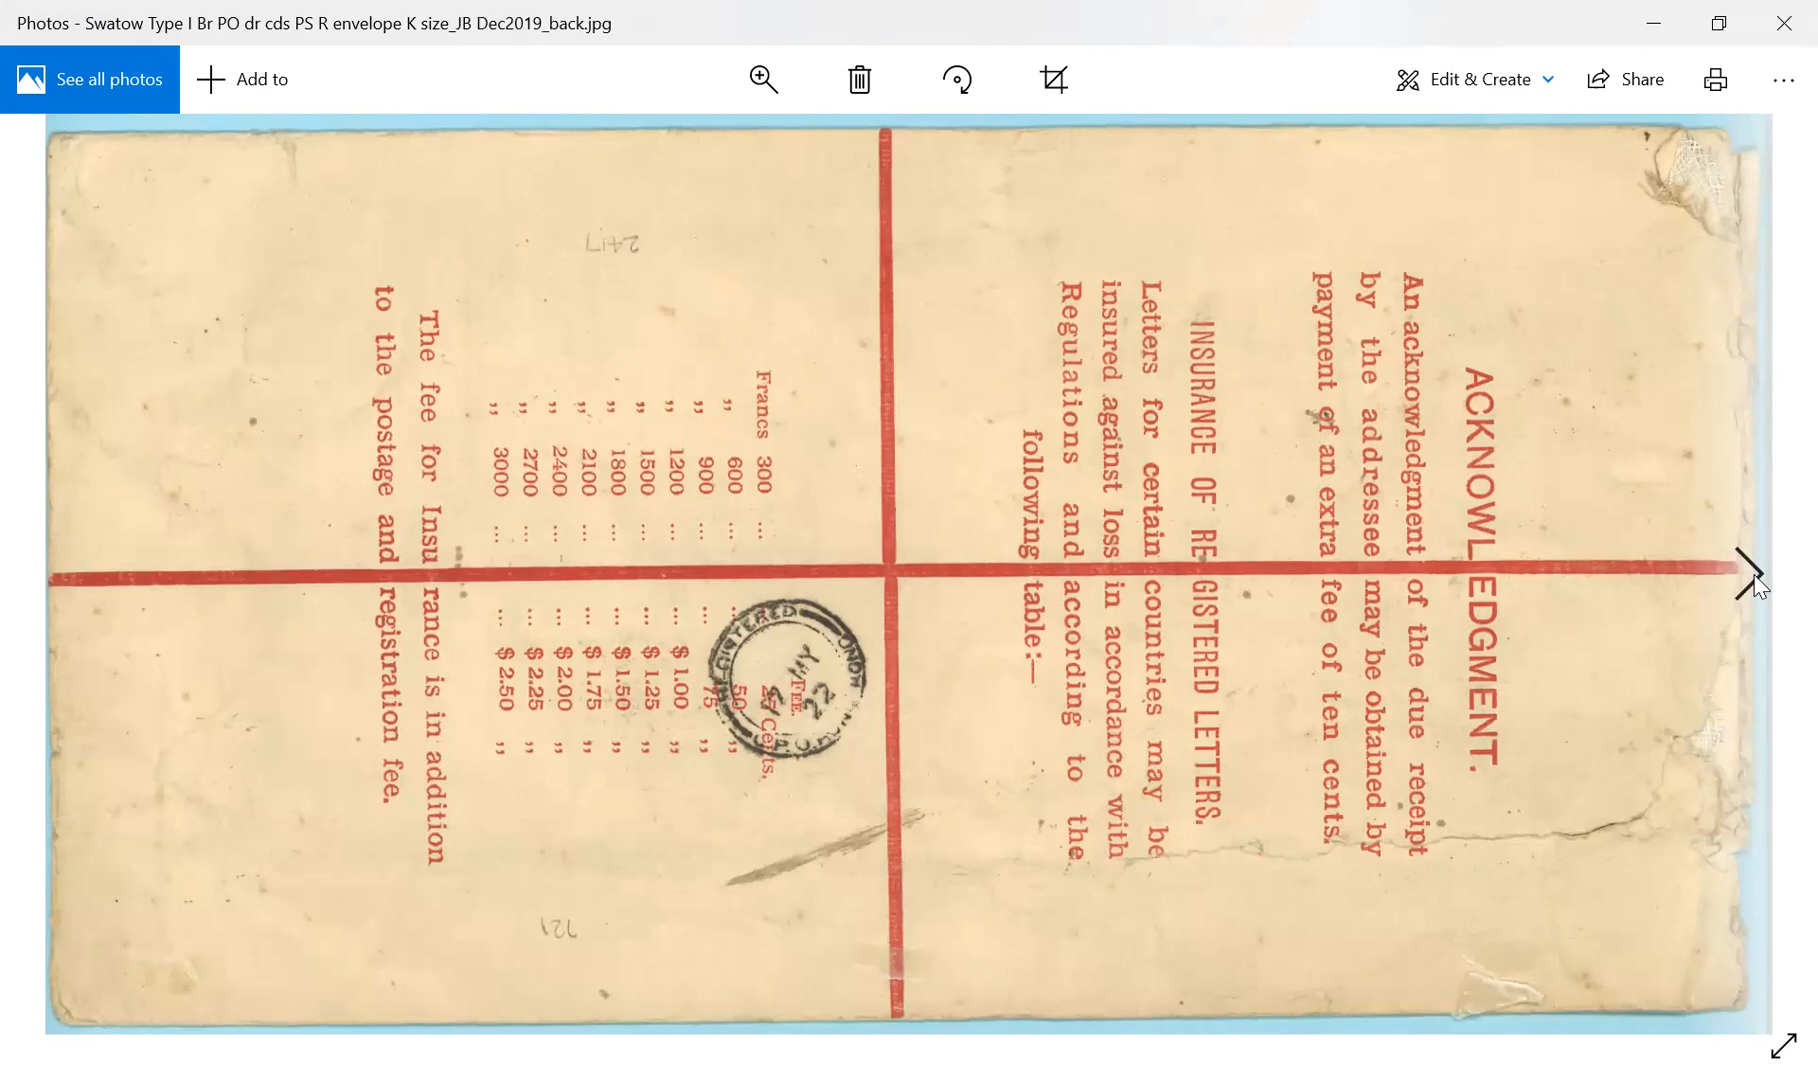 Photos - Swatow Type I Br PO dr cds PS R envelope K size_JB Dec2019_back.jpg
See all photos
Add to
Edit & Create
Share
ACKNOWLEDGMENT.
An acknowledgment of the due receipt
by the addressee may be obtained by
payment of an extra fee of ten cents.
INSURANCE OF REGISTERED LETTERS.
Letters for certain countries may be
insured against loss in accordance with
Regulations and according to the
following table:—
FEE.
Francs 300 ... 25 Cents.
" 600 ... ... 50 "
" 900 ... ... 75 "
" 1200 ... ... $ 1.00 "
" 1500 ... ... $ 1.25 "
" 1800 ... ... $ 1.50 "
" 2100 ... ... $ 1.75 "
" 2400 ... ... $ 2.00 "
" 2700 ... ... $ 2.25 "
" 3000 ... ... $ 2.50 "
The fee for Insurance is in addition
to the postage and registration fee.
REGISTERED
G.P.O.
MY
22
2417
721